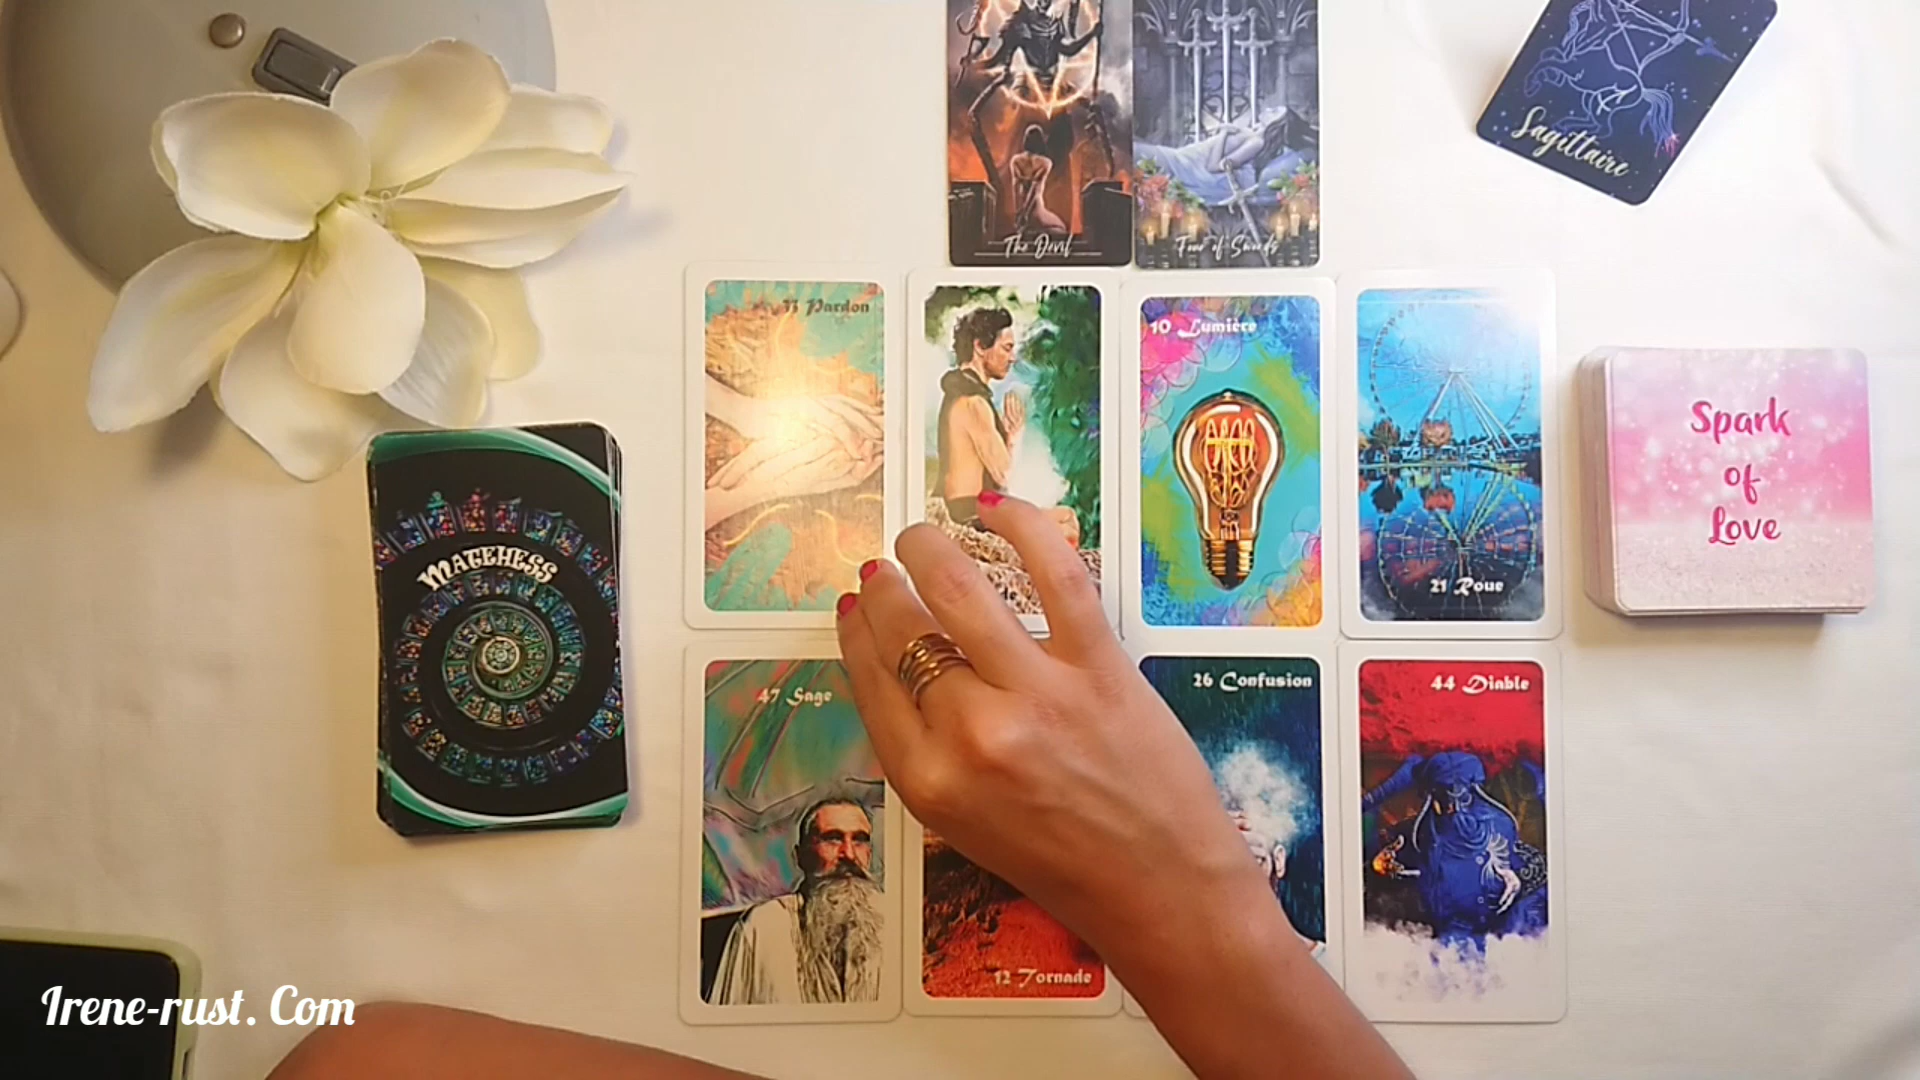 The Devil
Four of Swords
Sagittaire
Pardon
10 Lumière
21 Roue
Spark
of
Love
MATEHESS
47 Sage
12 Tornade
26 Confusion
44 Diable
Irene-rust. Com